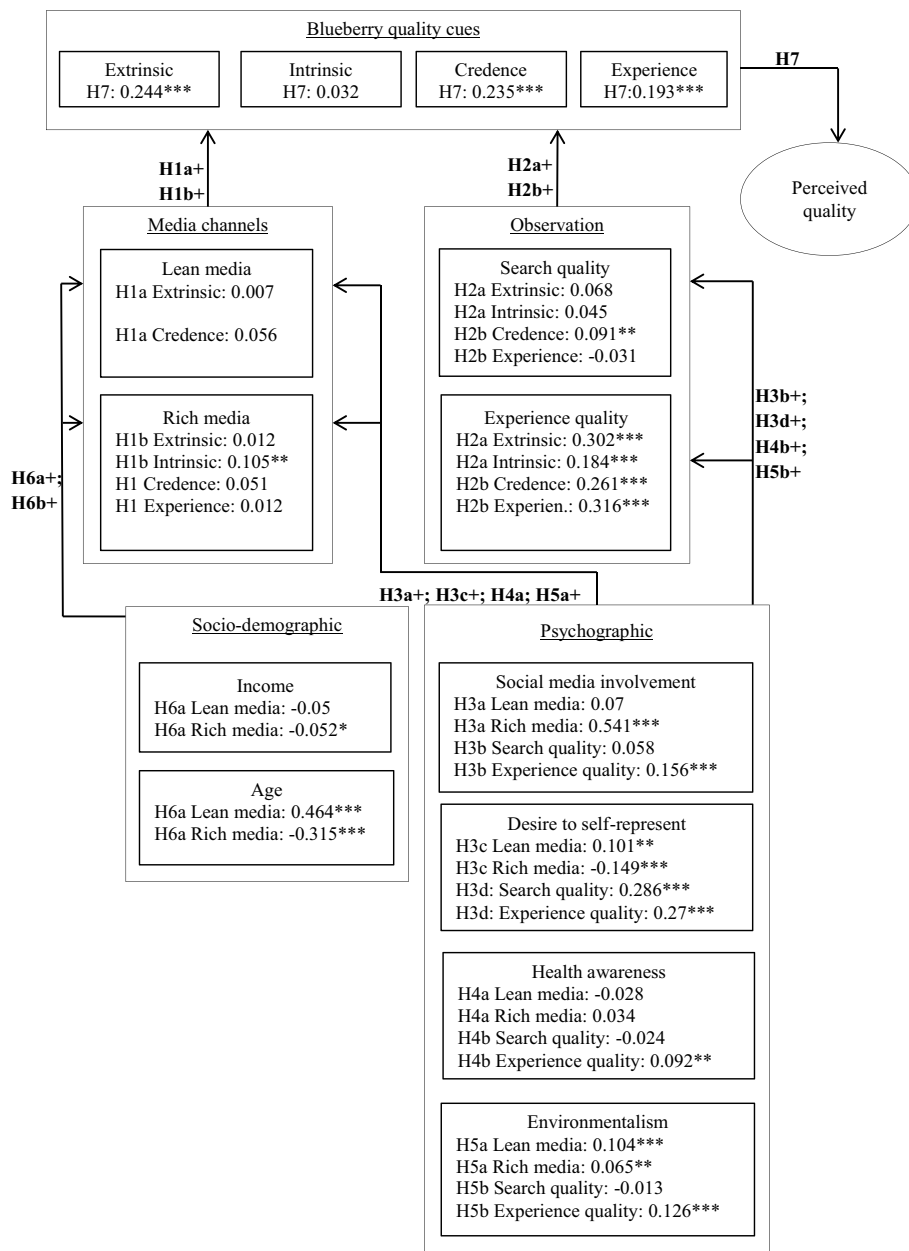 Blueberry quality cues
Extrinsic
H7: 0.244***
Intrinsic
H7: 0.032
Credence
H7: 0.235***
Experience
H7:0.193***
H7
Perceived
quality
H1a+
H1b+
H2a+
H2b+
Media channels
Lean media
H1a Extrinsic: 0.007
H1a Credence: 0.056
Rich media
H1b Extrinsic: 0.012
H1b Intrinsic: 0.105**
H1 Credence: 0.051
H1 Experience: 0.012
Observation
Search quality
H2a Extrinsic: 0.068
H2a Intrinsic: 0.045
H2b Credence: 0.091**
H2b Experience: -0.031
Experience quality
H2a Extrinsic: 0.302***
H2a Intrinsic: 0.184***
H2b Credence: 0.261***
H2b Experien.: 0.316***
H3b+;
H3d+;
H4b+;
H5b+
H6a+;
H6b+
H3a+; H3c+; H4a; H5a+
Socio-demographic
Income
H6a Lean media: -0.05
H6a Rich media: -0.052*
Age
H6a Lean media: 0.464***
H6a Rich media: -0.315***
Psychographic
Social media involvement
H3a Lean media: 0.07
H3a Rich media: 0.541***
H3b Search quality: 0.058
H3b Experience quality: 0.156***
Desire to self-represent
H3c Lean media: 0.101**
H3c Rich media: -0.149***
H3d: Search quality: 0.286***
H3d: Experience quality: 0.27***
Health awareness
H4a Lean media: -0.028
H4a Rich media: 0.034
H4b Search quality: -0.024
H4b Experience quality: 0.092**
Environmentalism
H5a Lean media: 0.104***
H5a Rich media: 0.065**
H5b Search quality: -0.013
H5b Experience quality: 0.126***